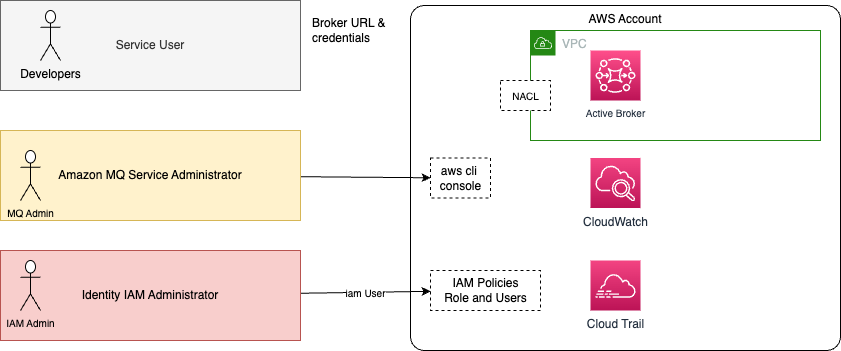 Service User
Developers
Broker URL &
credentials
AWS Account
VPC
NACL
Active Broker
Amazon MQ Service Administrator
MQ Admin
aws cli
console
CloudWatch
Identity IAM Administrator
IAM Admin
iam User
IAM Policies
Role and Users
Cloud Trail